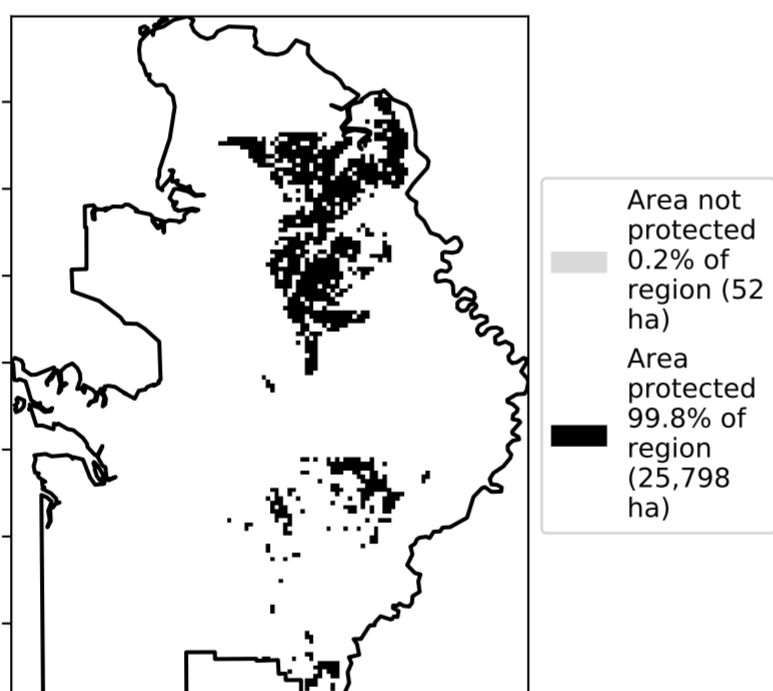 Area not
protected
0.2% of
region (52
ha)
Area
protected
99.8% of
region
(25,798
ha)